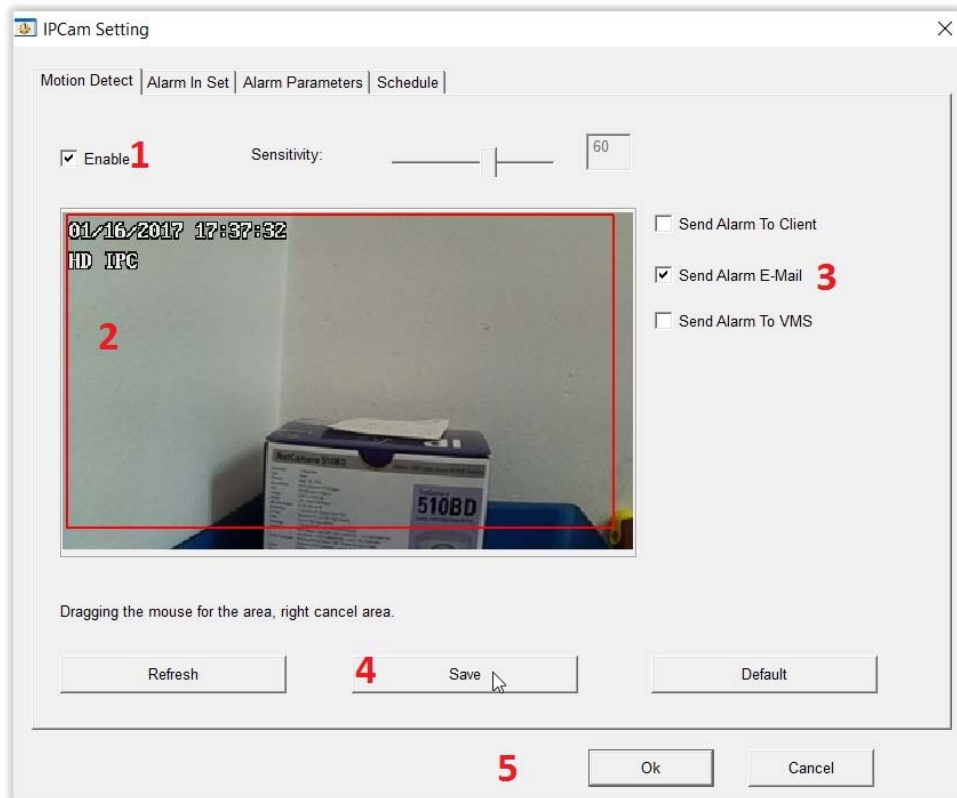 IPCam Setting
Motion Detect Alarm In Set Alarm Parameters Schedule
Enable 1 Sensitivity: 60
01/16/2017 17:37:32
HD IPC
2
510BD
Send Alarm To Client
Send Alarm E-Mail 3
Send Alarm To VMS
Dragging the mouse for the area, right cancel area.
Refresh 4 Save Default
5 Ok Cancel